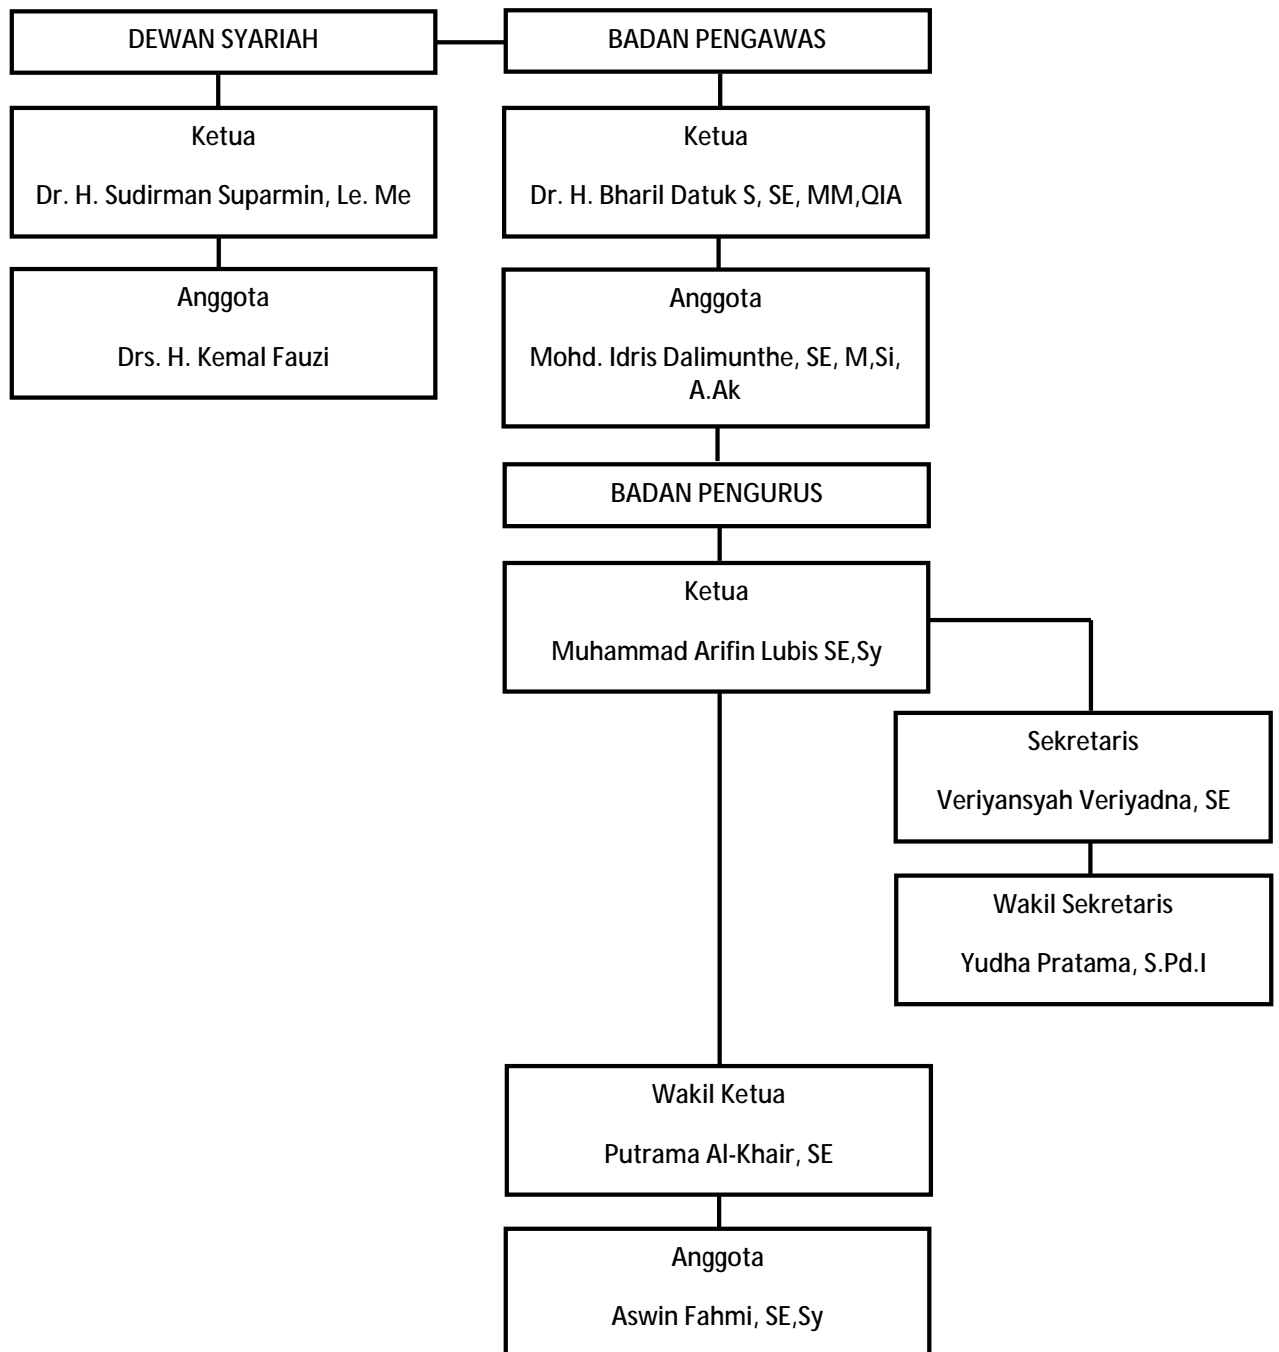 DEWAN SYARIAH
BADAN PENGAWAS
Ketua
Dr. H. Sudirman Suparmin, Le. Me
Ketua
Dr. H. Bharil Datuk S, SE, MM,QIA
Anggota
Drs. H. Kemal Fauzi
Anggota
Mohd. Idris Dalimunthe, SE, M,Si,
A.Ak
BADAN PENGURUS
Ketua
Muhammad Arifin Lubis SE,Sy
Sekretaris
Veriyansyah Veriyadna, SE
Wakil Sekretaris
Yudha Pratama, S.Pd.I
Wakil Ketua
Putrama Al-Khair, SE
Anggota
Aswin Fahmi, SE,Sy